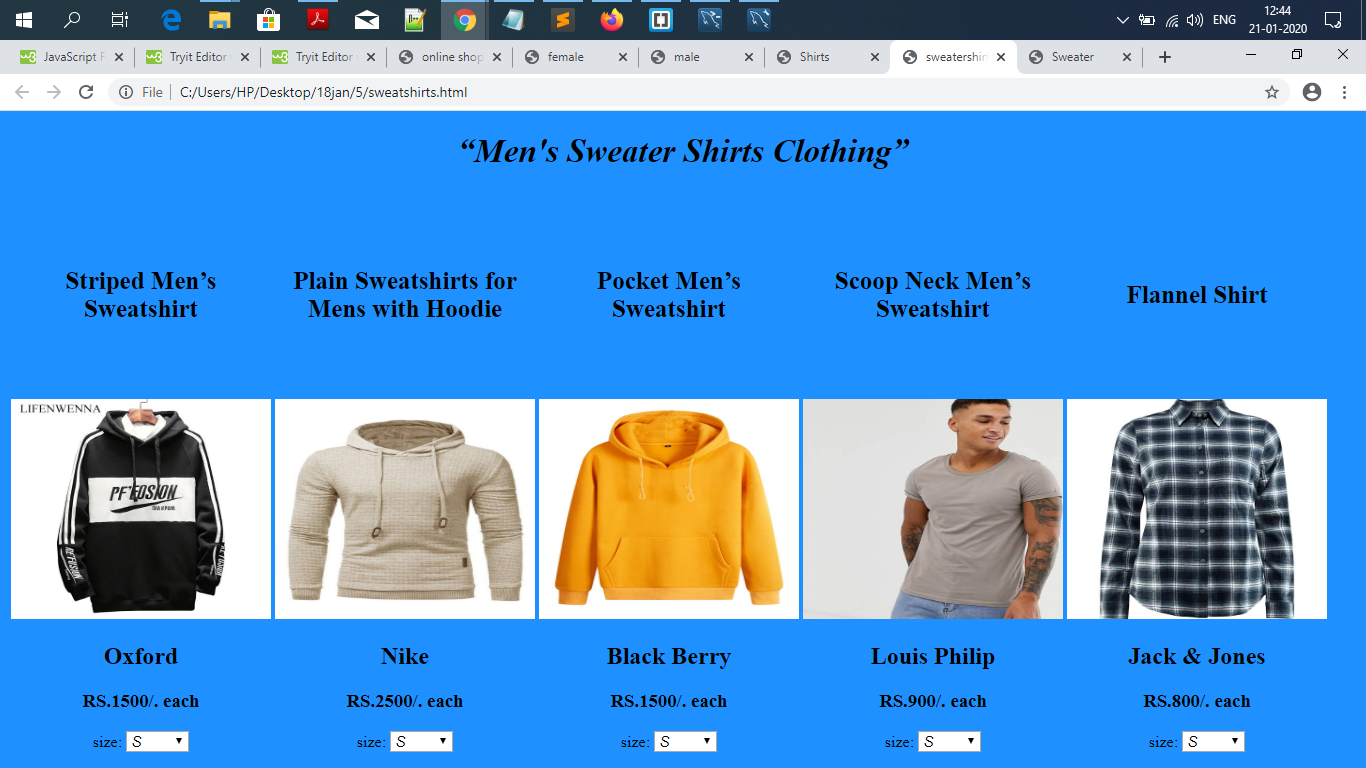 12:44
ENG
21-01-2020
JavaScript F
Tryit Editor
Tryit Editor
online shop
female
male
Shirts
sweatershir
Sweater
File
C:/Users/HP/Desktop/18jan/5/sweatshirts.html
“Men's Sweater Shirts Clothing”
Striped Men’s
Sweatshirt
Plain Sweatshirts for
Mens with Hoodie
Pocket Men’s
Sweatshirt
Scoop Neck Men’s
Sweatshirt
Flannel Shirt
LIFENWENNA
PF'EDSION
Oxford
Nike
Black Berry
Louis Philip
Jack & Jones
RS.1500/. each
RS.2500/. each
RS.1500/. each
RS.900/. each
RS.800/. each
size: S
size: S
size: S
size: S
size: S